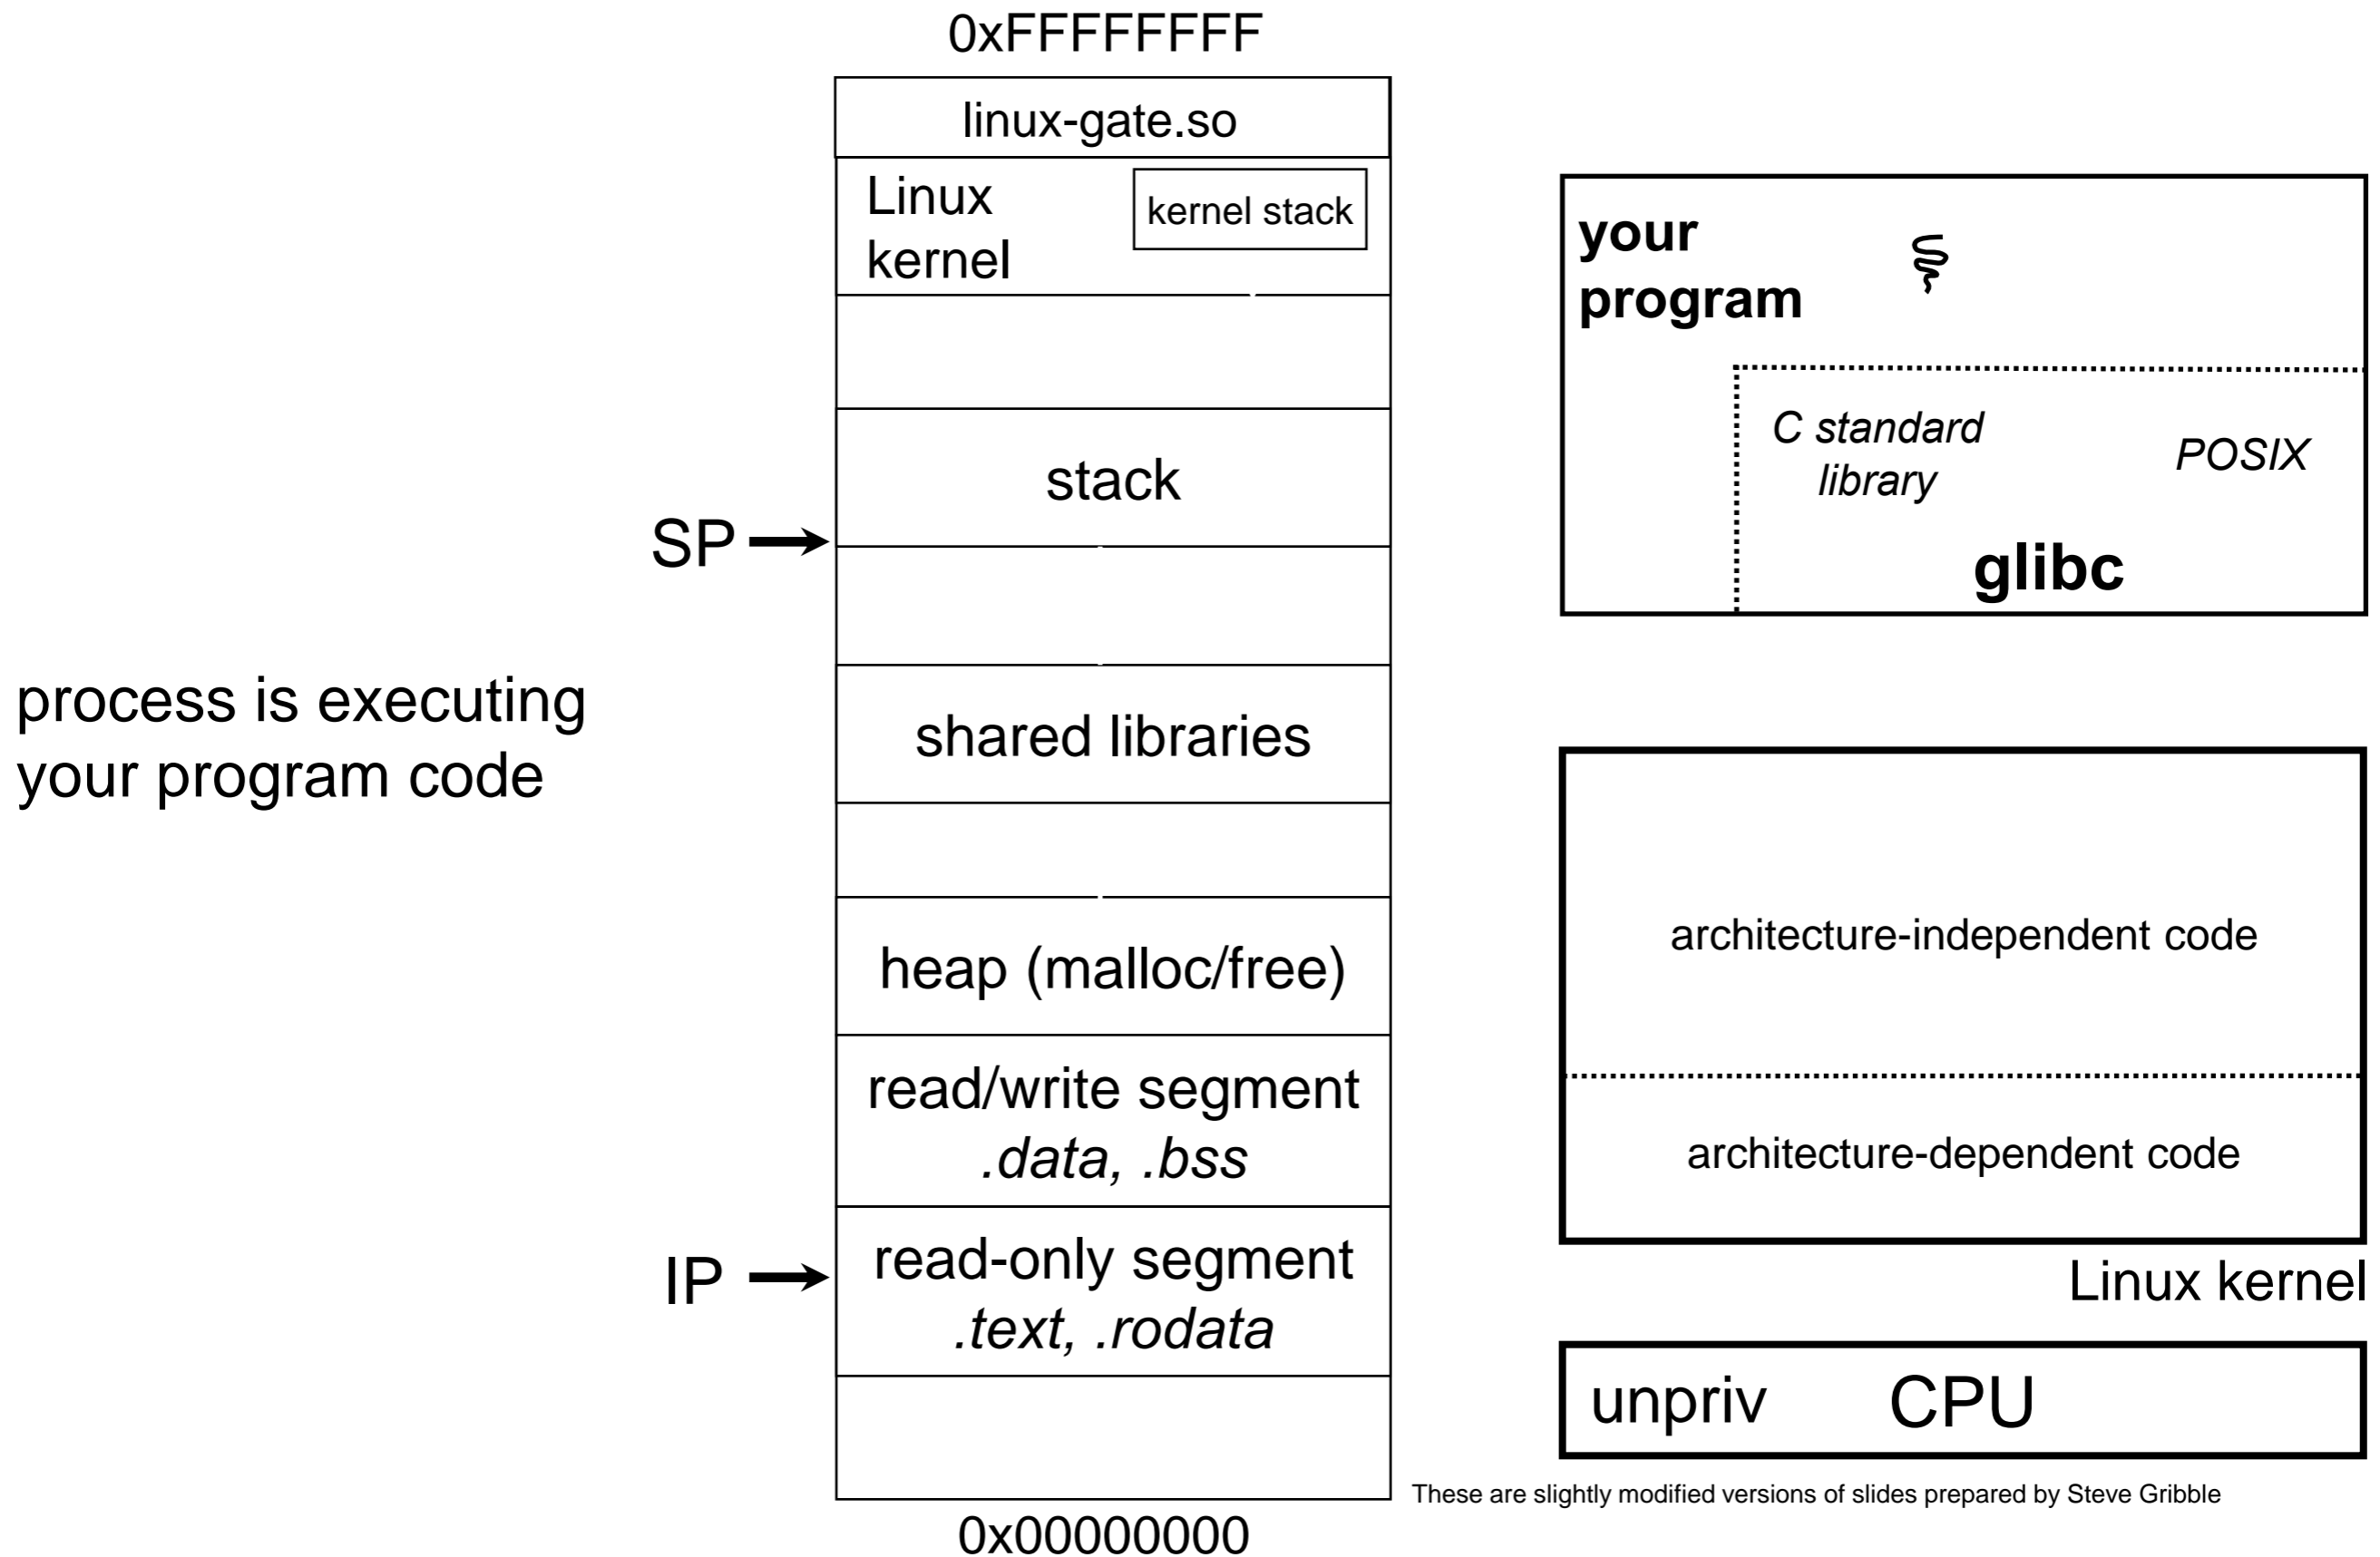 0xFFFFFFFF
linux-gate.so
Linux
kernel
kernel stack
stack
SP
process is executing
your program code
shared libraries
heap (malloc/free)
read/write segment
.data, .bss
IP
read-only segment
.text, .rodata
0x00000000
your
program
C standard
library
POSIX
glibc
architecture-independent code
architecture-dependent code
Linux kernel
unpriv
CPU
These are slightly modified versions of slides prepared by Steve Gribble